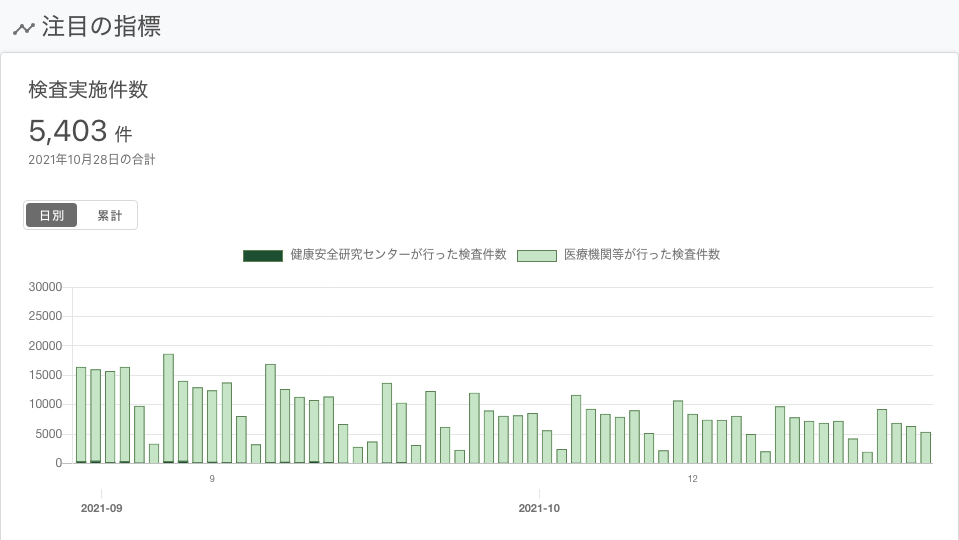 注目の指標
検査実施件数
5,403 件
2021年10月28日の合計
日別 累計
健康安全研究センターが行った検査件数 医療機関等が行った検査件数
30000
25000
20000
15000
10000
5000
0
9 12
2021-09 2021-10